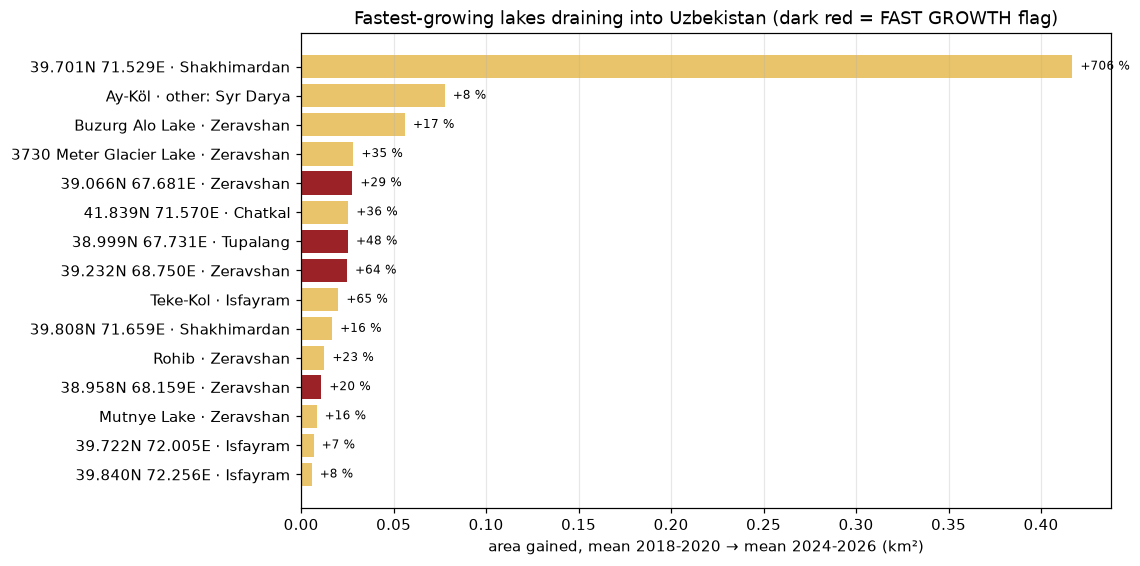 Fastest-growing lakes draining into Uzbekistan (dark red = FAST GROWTH flag)
39.701N 71.529E · Shakhimardan +706 %
Ay-Köl · other: Syr Darya +8 %
Buzurg Alo Lake · Zeravshan +17 %
3730 Meter Glacier Lake · Zeravshan +35 %
39.066N 67.681E · Zeravshan +29 %
41.839N 71.570E · Chatkal +36 %
38.999N 67.731E · Tupalang +48 %
39.232N 68.750E · Zeravshan +64 %
Teke-Kol · Isfayram +65 %
39.808N 71.659E · Shakhimardan +16 %
Rohib · Zeravshan +23 %
38.958N 68.159E · Zeravshan +20 %
Mutnye Lake · Zeravshan +16 %
39.722N 72.005E · Isfayram +7 %
39.840N 72.256E · Isfayram +8 %
0.00 0.05 0.10 0.15 0.20 0.25 0.30 0.35 0.40
area gained, mean 2018-2020 → mean 2024-2026 (km²)